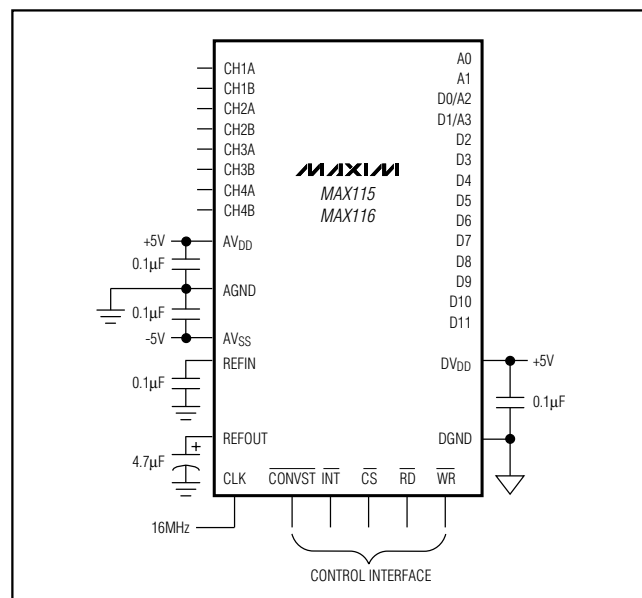 CH1A
CH1B
CH2A
CH2B
CH3A
CH3B
CH4A
CH4B
+5V
AVDD
0.1µF
AGND
0.1µF
-5V
AVSS
REFIN
0.1µF
REFOUT
+
4.7µF
CLK
16MHz
MAXIM
MAX115
MAX116
A0
A1
D0/A2
D1/A3
D2
D3
D4
D5
D6
D7
D8
D9
D10
D11
DVDD
+5V
0.1µF
DGND
CONVST INT CS RD WR
CONTROL INTERFACE